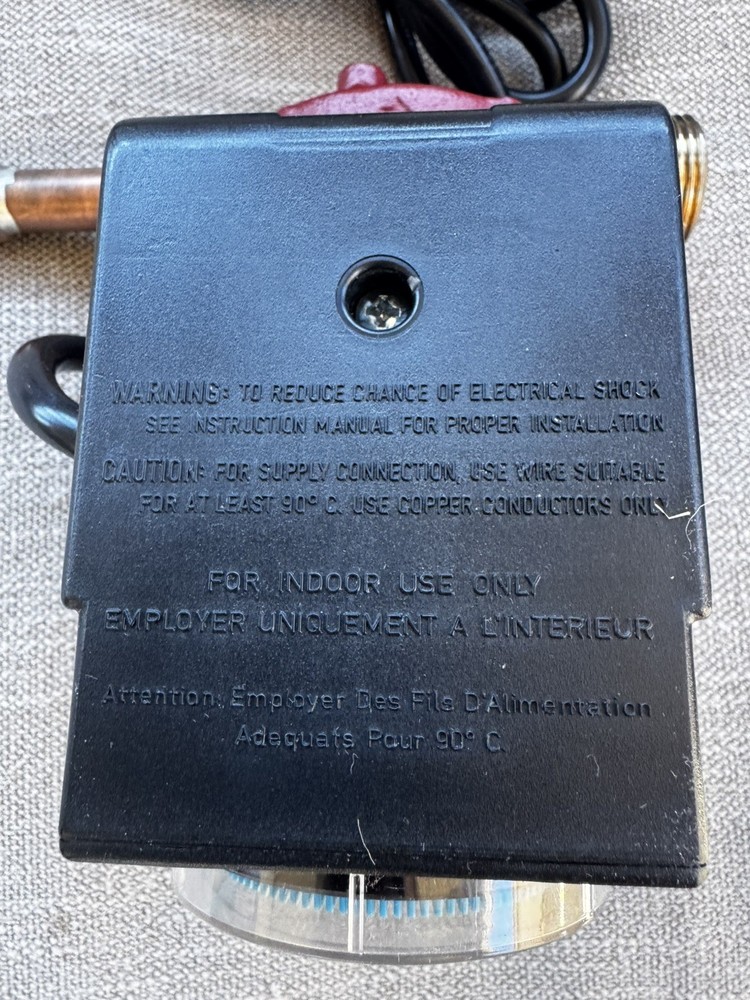 WARNING: TO REDUCE CHANCE OF ELECTRICAL SHOCK
SEE INSTRUCTION MANUAL FOR PROPER INSTALLATION
CAUTION: FOR SUPPLY CONNECTION, USE WIRE SUITABLE
FOR AT LEAST 90° C. USE COPPER CONDUCTORS ONLY
FOR INDOOR USE ONLY
EMPLOYER UNIQUEMENT A L'INTERIEUR
Attention: Employer Des Fils D'Alimentation
Adequats Pour 90° C.